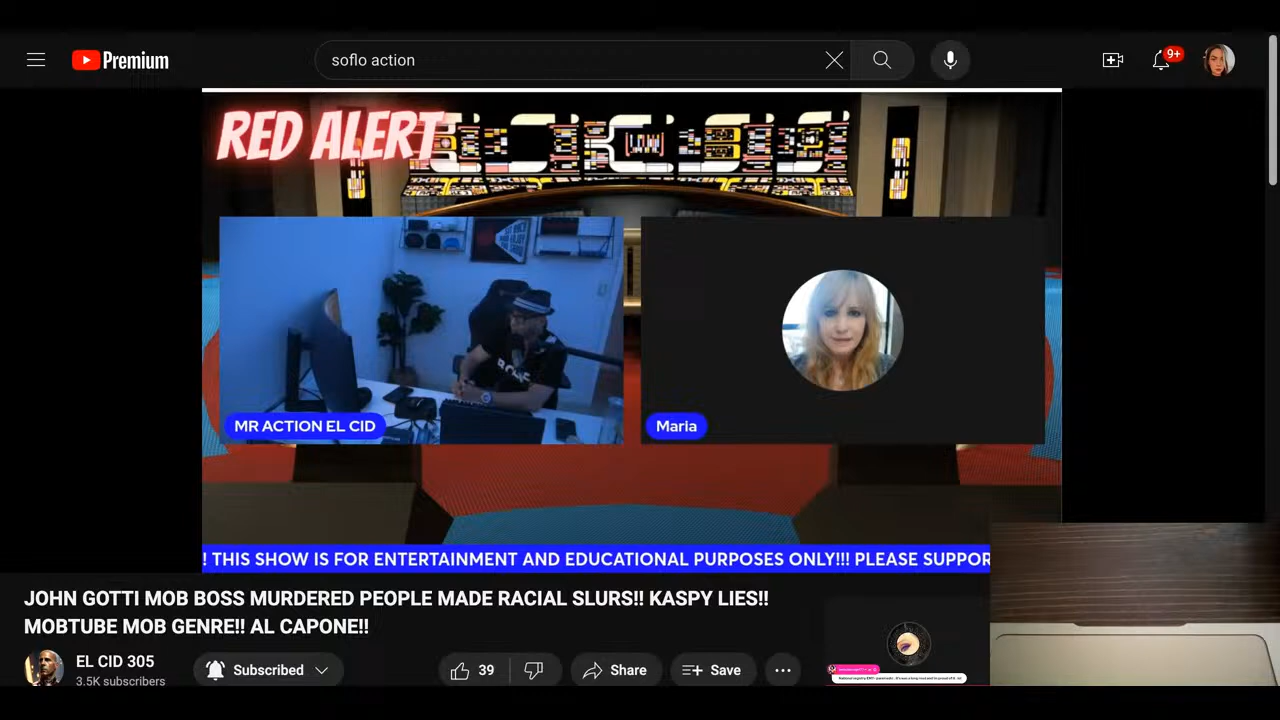 Premium
soflo action
9+
RED ALERT
MR ACTION EL CID
Maria
! THIS SHOW IS FOR ENTERTAINMENT AND EDUCATIONAL PURPOSES ONLY!!! PLEASE SUPPOR
JOHN GOTTI MOB BOSS MURDERED PEOPLE MADE RACIAL SLURS!! KASPY LIES!!
MOBTUBE MOB GENRE!! AL CAPONE!!
EL CID 305
3.5K subscribers
Subscribed
39
Share
Save